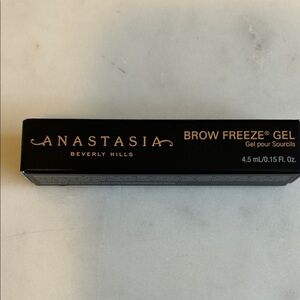 ANASTASIA
BEVERLY HILLS
BROW FREEZE® GEL
Gel pour Sourcils
4.5 mL/0.15 Fl. Oz.